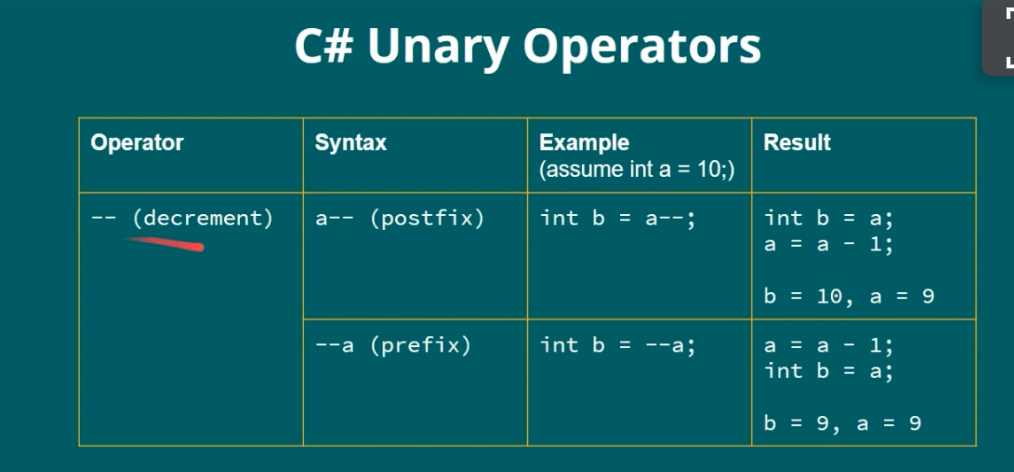 C# Unary Operators
Operator
Syntax
Example
(assume int a = 10;)
Result
-- (decrement)
a-- (postfix)
int b = a--;
int b = a;
a = a - 1;
b = 10, a = 9
--a (prefix)
int b = --a;
a = a - 1;
int b = a;
b = 9, a = 9